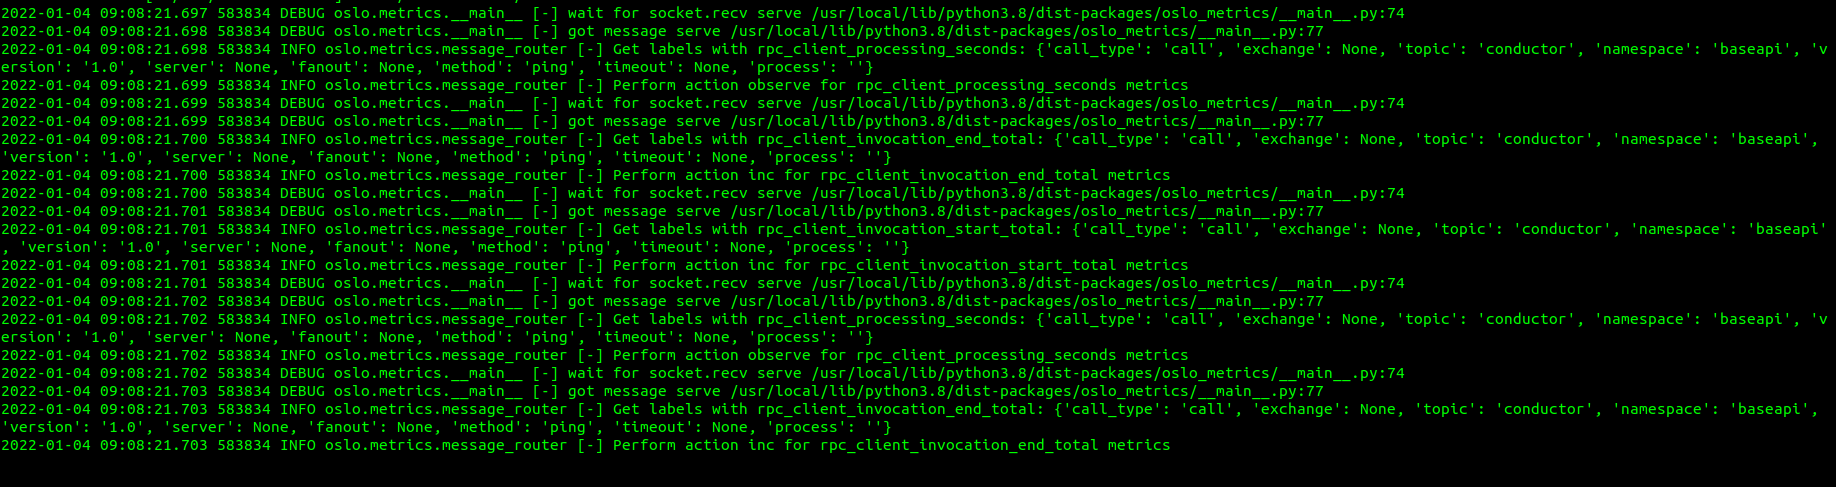 2022-01-04 09:08:21.697 583834 DEBUG oslo.metrics.__main__ [-] wait for socket.recv serve /usr/local/lib/python3.8/dist-packages/oslo_metrics/__main__.py:74
2022-01-04 09:08:21.698 583834 DEBUG oslo.metrics.__main__ [-] got message serve /usr/local/lib/python3.8/dist-packages/oslo_metrics/__main__.py:77
2022-01-04 09:08:21.698 583834 INFO oslo.metrics.message_router [-] Get labels with rpc_client_processing_seconds: {'call_type': 'call', 'exchange': None, 'topic': 'conductor', 'namespace': 'baseapi', 'v
ersion': '1.0', 'server': None, 'fanout': None, 'method': 'ping', 'timeout': None, 'process': ''}
2022-01-04 09:08:21.699 583834 INFO oslo.metrics.message_router [-] Perform action observe for rpc_client_processing_seconds metrics
2022-01-04 09:08:21.699 583834 DEBUG oslo.metrics.__main__ [-] wait for socket.recv serve /usr/local/lib/python3.8/dist-packages/oslo_metrics/__main__.py:74
2022-01-04 09:08:21.699 583834 DEBUG oslo.metrics.__main__ [-] got message serve /usr/local/lib/python3.8/dist-packages/oslo_metrics/__main__.py:77
2022-01-04 09:08:21.700 583834 INFO oslo.metrics.message_router [-] Get labels with rpc_client_invocation_end_total: {'call_type': 'call', 'exchange': None, 'topic': 'conductor', 'namespace': 'baseapi',
'version': '1.0', 'server': None, 'fanout': None, 'method': 'ping', 'timeout': None, 'process': ''}
2022-01-04 09:08:21.700 583834 INFO oslo.metrics.message_router [-] Perform action inc for rpc_client_invocation_end_total metrics
2022-01-04 09:08:21.700 583834 DEBUG oslo.metrics.__main__ [-] wait for socket.recv serve /usr/local/lib/python3.8/dist-packages/oslo_metrics/__main__.py:74
2022-01-04 09:08:21.701 583834 DEBUG oslo.metrics.__main__ [-] got message serve /usr/local/lib/python3.8/dist-packages/oslo_metrics/__main__.py:77
2022-01-04 09:08:21.701 583834 INFO oslo.metrics.message_router [-] Get labels with rpc_client_invocation_start_total: {'call_type': 'call', 'exchange': None, 'topic': 'conductor', 'namespace': 'baseapi'
, 'version': '1.0', 'server': None, 'fanout': None, 'method': 'ping', 'timeout': None, 'process': ''}
2022-01-04 09:08:21.701 583834 INFO oslo.metrics.message_router [-] Perform action inc for rpc_client_invocation_start_total metrics
2022-01-04 09:08:21.701 583834 DEBUG oslo.metrics.__main__ [-] wait for socket.recv serve /usr/local/lib/python3.8/dist-packages/oslo_metrics/__main__.py:74
2022-01-04 09:08:21.702 583834 DEBUG oslo.metrics.__main__ [-] got message serve /usr/local/lib/python3.8/dist-packages/oslo_metrics/__main__.py:77
2022-01-04 09:08:21.702 583834 INFO oslo.metrics.message_router [-] Get labels with rpc_client_processing_seconds: {'call_type': 'call', 'exchange': None, 'topic': 'conductor', 'namespace': 'baseapi', 'v
ersion': '1.0', 'server': None, 'fanout': None, 'method': 'ping', 'timeout': None, 'process': ''}
2022-01-04 09:08:21.702 583834 INFO oslo.metrics.message_router [-] Perform action observe for rpc_client_processing_seconds metrics
2022-01-04 09:08:21.702 583834 DEBUG oslo.metrics.__main__ [-] wait for socket.recv serve /usr/local/lib/python3.8/dist-packages/oslo_metrics/__main__.py:74
2022-01-04 09:08:21.703 583834 DEBUG oslo.metrics.__main__ [-] got message serve /usr/local/lib/python3.8/dist-packages/oslo_metrics/__main__.py:77
2022-01-04 09:08:21.703 583834 INFO oslo.metrics.message_router [-] Get labels with rpc_client_invocation_end_total: {'call_type': 'call', 'exchange': None, 'topic': 'conductor', 'namespace': 'baseapi',
'version': '1.0', 'server': None, 'fanout': None, 'method': 'ping', 'timeout': None, 'process': ''}
2022-01-04 09:08:21.703 583834 INFO oslo.metrics.message_router [-] Perform action inc for rpc_client_invocation_end_total metrics